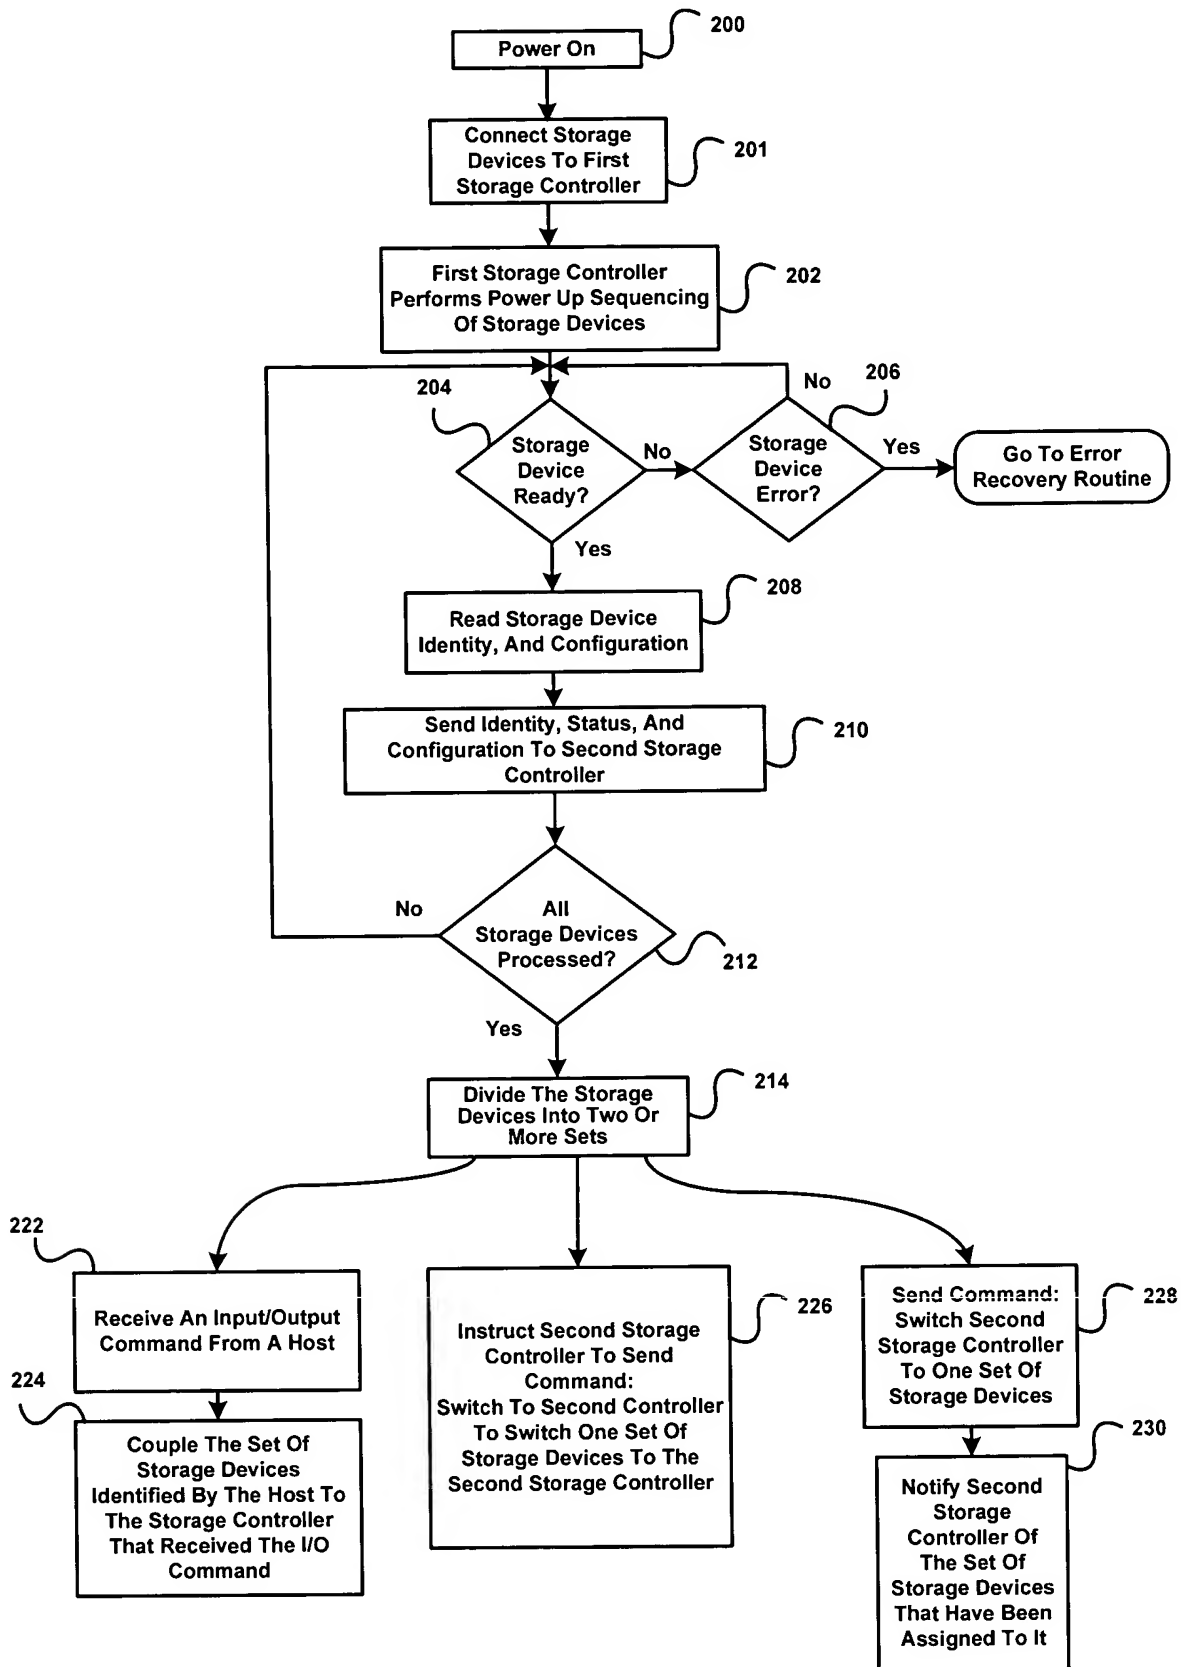 200
Power On
Connect Storage
Devices To First
Storage Controller
201
First Storage Controller
Performs Power Up Sequencing
Of Storage Devices
202
204
No
206
Storage
Device
Ready?
No
Storage
Device
Error?
Yes
Go To Error
Recovery Routine
Yes
208
Read Storage Device
Identity, And Configuration
Send Identity, Status, And
Configuration To Second Storage
Controller
210
No
All
Storage Devices
Processed?
212
Yes
214
Divide The Storage
Devices Into Two Or
More Sets
222
Receive An Input/Output
Command From A Host
224
Couple The Set Of
Storage Devices
Identified By The Host To
The Storage Controller
That Received The I/O
Command
226
Instruct Second Storage
Controller To Send
Command:
Switch To Second Controller
To Switch One Set Of
Storage Devices To The
Second Storage Controller
228
Send Command:
Switch Second
Storage Controller
To One Set Of
Storage Devices
230
Notify Second
Storage
Controller Of
The Set Of
Storage Devices
That Have Been
Assigned To It